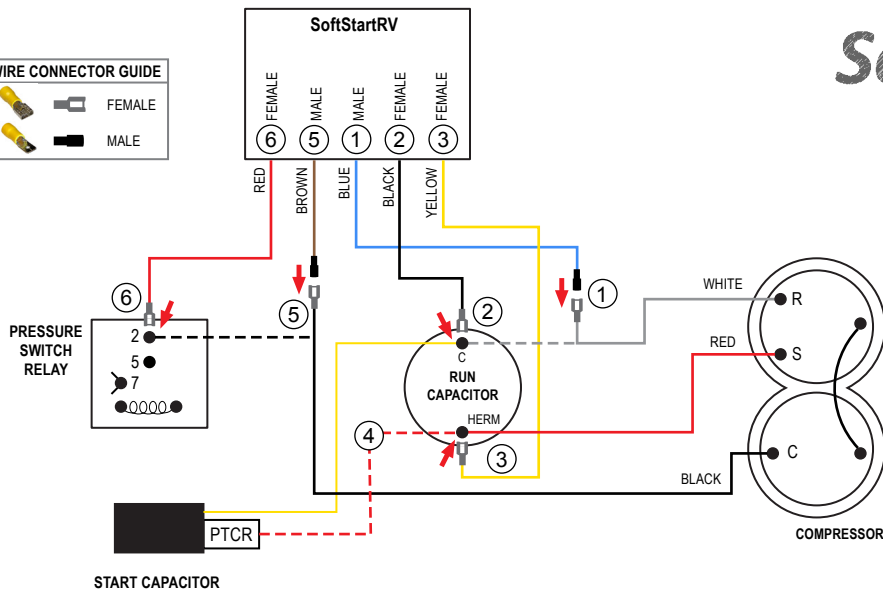 SoftStartRV
WIRE CONNECTOR GUIDE
FEMALE
MALE
FEMALE
MALE
MALE
FEMALE
FEMALE
6
5
1
2
3
RED
BROWN
BLUE
BLACK
YELLOW
6
5
2
1
WHITE
R
RED
S
PRESSURE
SWITCH
RELAY
2
5
7
C
RUN
CAPACITOR
HERM
4
3
C
BLACK
PTCR
START CAPACITOR
COMPRESSOR